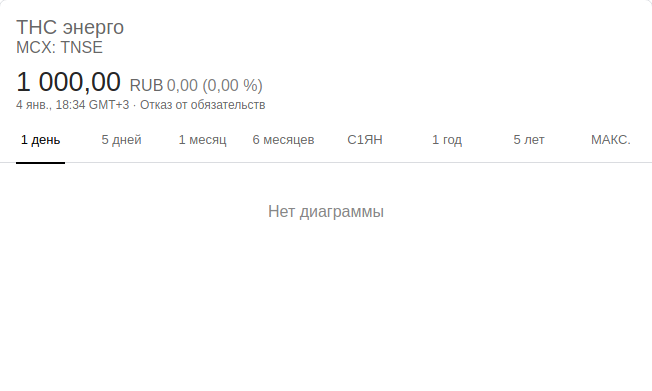 ТНС энерго
MCX: TNSE
1 000,00 RUB 0,00 (0,00 %)
4 янв., 18:34 GMT+3 · Отказ от обязательств
1 день 5 дней 1 месяц 6 месяцев С1ЯН 1 год 5 лет МАКС.
Нет диаграммы